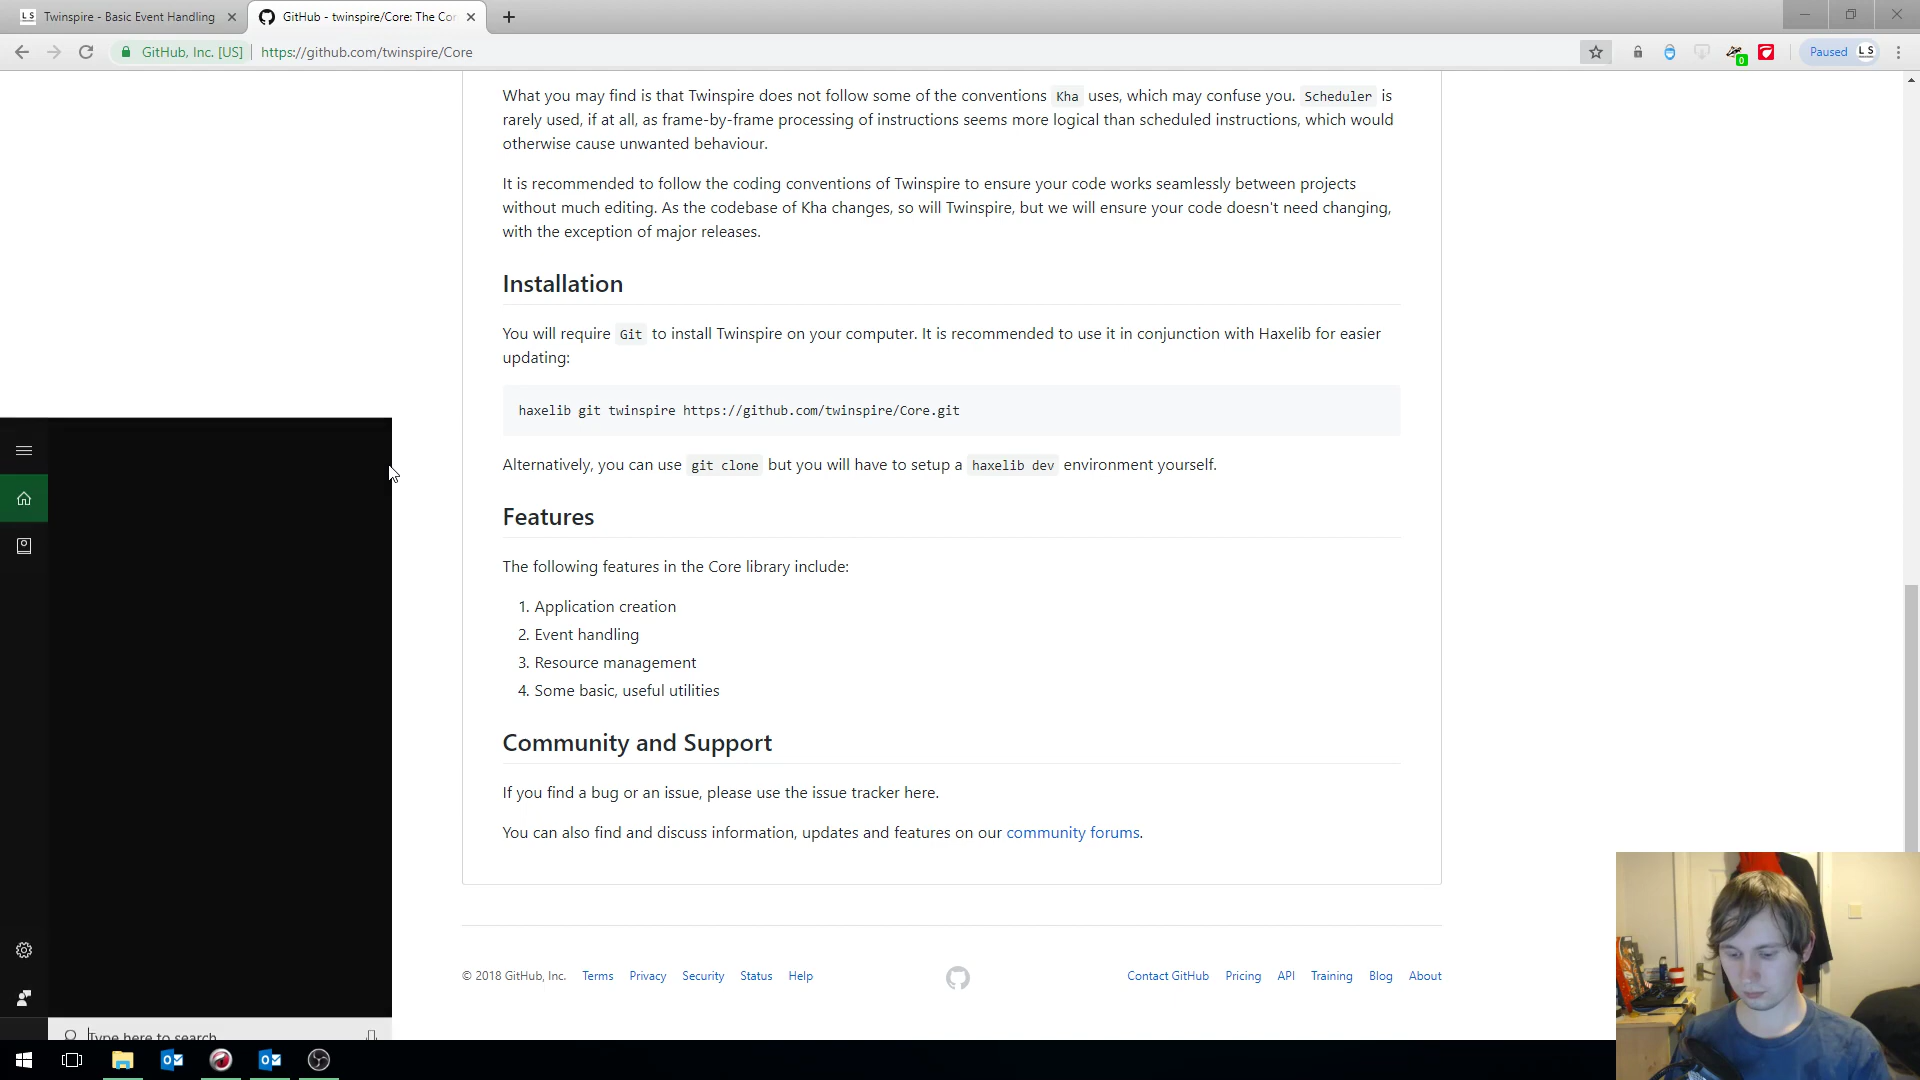 LS Twinspire - Basic Event Handling
GitHub - twinspire/Core: The Cor
GitHub, Inc. [US] https://github.com/twinspire/Core
0
Paused LS
What you may find is that Twinspire does not follow some of the conventions Kha uses, which may confuse you. Scheduler is
rarely used, if at all, as frame-by-frame processing of instructions seems more logical than scheduled instructions, which would
otherwise cause unwanted behaviour.
It is recommended to follow the coding conventions of Twinspire to ensure your code works seamlessly between projects
without much editing. As the codebase of Kha changes, so will Twinspire, but we will ensure your code doesn't need changing,
with the exception of major releases.
Installation
You will require Git to install Twinspire on your computer. It is recommended to use it in conjunction with Haxelib for easier
updating:
haxelib git twinspire https://github.com/twinspire/Core.git
Alternatively, you can use git clone but you will have to setup a haxelib dev environment yourself.
Features
The following features in the Core library include:
1. Application creation
2. Event handling
3. Resource management
4. Some basic, useful utilities
Community and Support
If you find a bug or an issue, please use the issue tracker here.
You can also find and discuss information, updates and features on our community forums.
© 2018 GitHub, Inc. Terms Privacy Security Status Help
Contact GitHub Pricing API Training Blog About
Type here to search